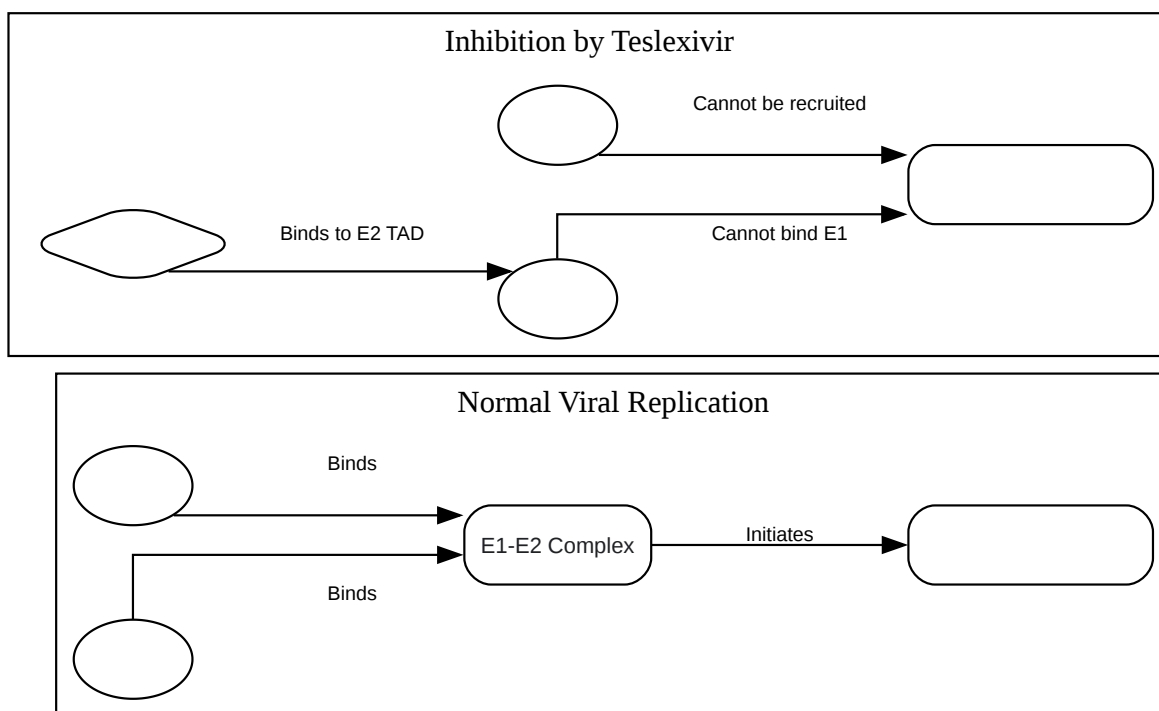 Inhibition by Teslexivir
Cannot be recruited
Binds to E2 TAD
Cannot bind E1
Normal Viral Replication
Binds
E1-E2 Complex
Initiates
Binds